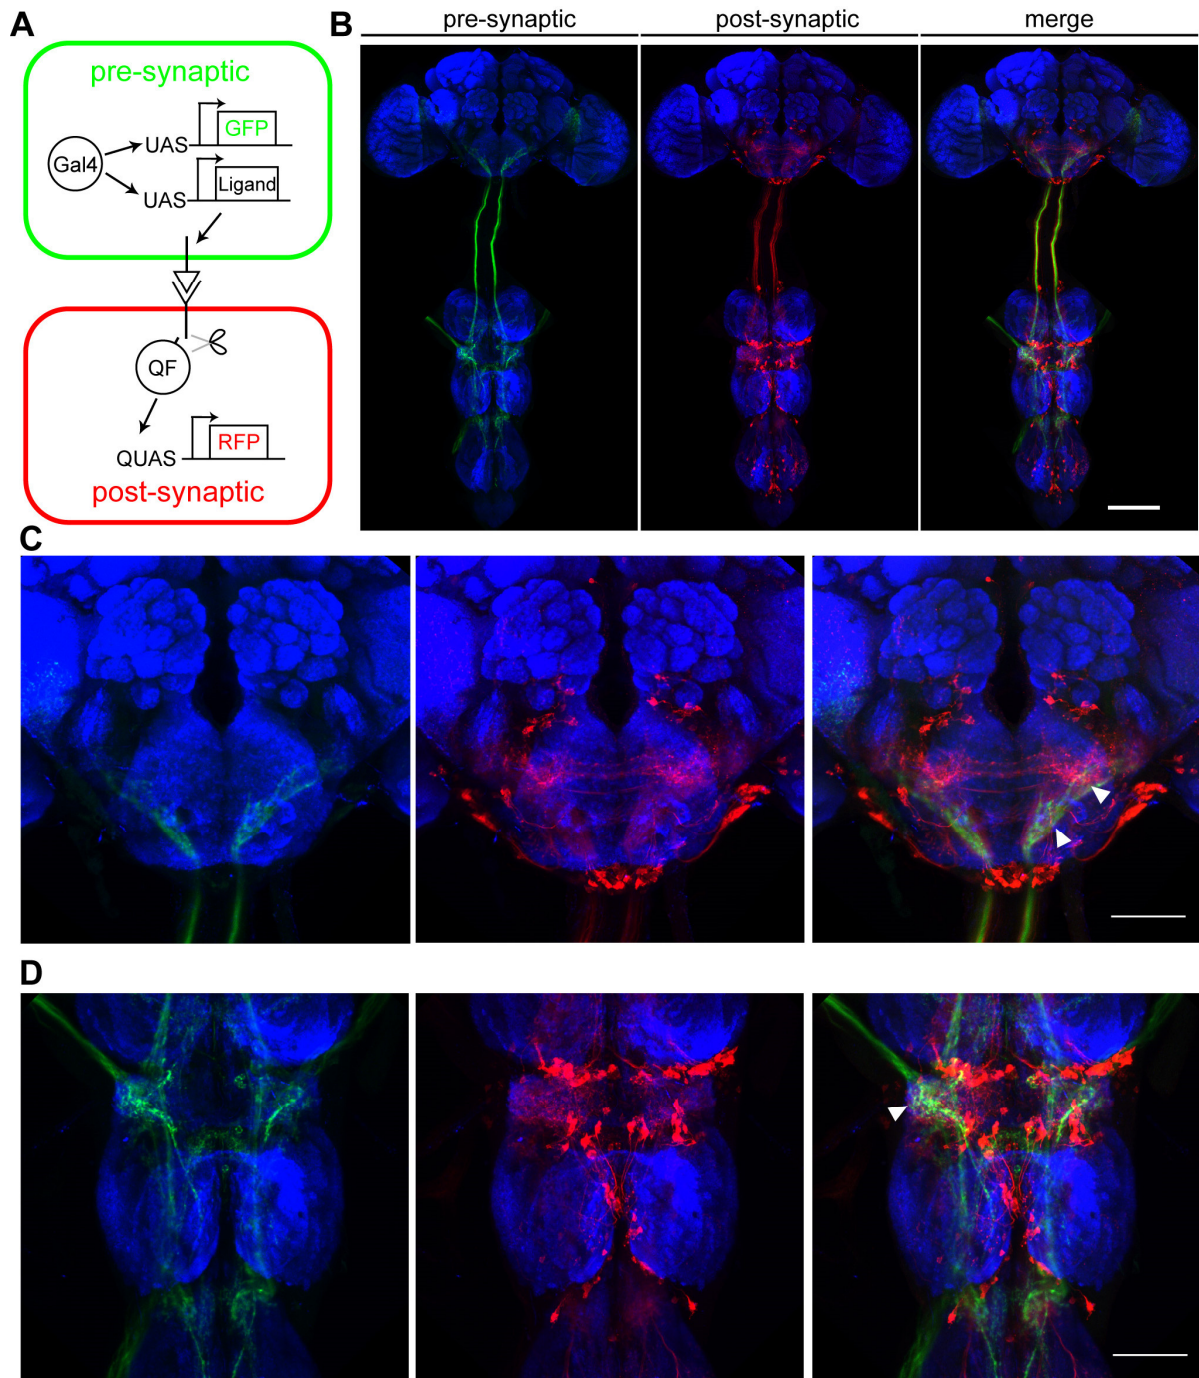 A
pre-synaptic
Gal4
UAS
GFP
UAS
Ligand
QF
QUAS
RFP
post-synaptic
B
pre-synaptic
post-synaptic
merge
C
D